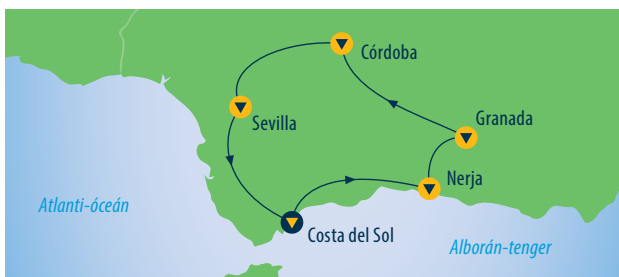 Córdoba
Sevilla
Granada
Nerja
Atlanti-óceán
Costa del Sol
Alborán-tenger